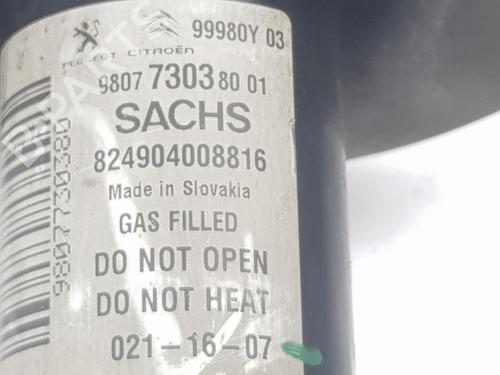 99980Y 03
PEUGEOT CITROËN
9807 7303 80 01
SACHS
824904008816
Made in Slovakia
GAS FILLED
DO NOT OPEN
DO NOT HEAT
021-16-07
9807730380